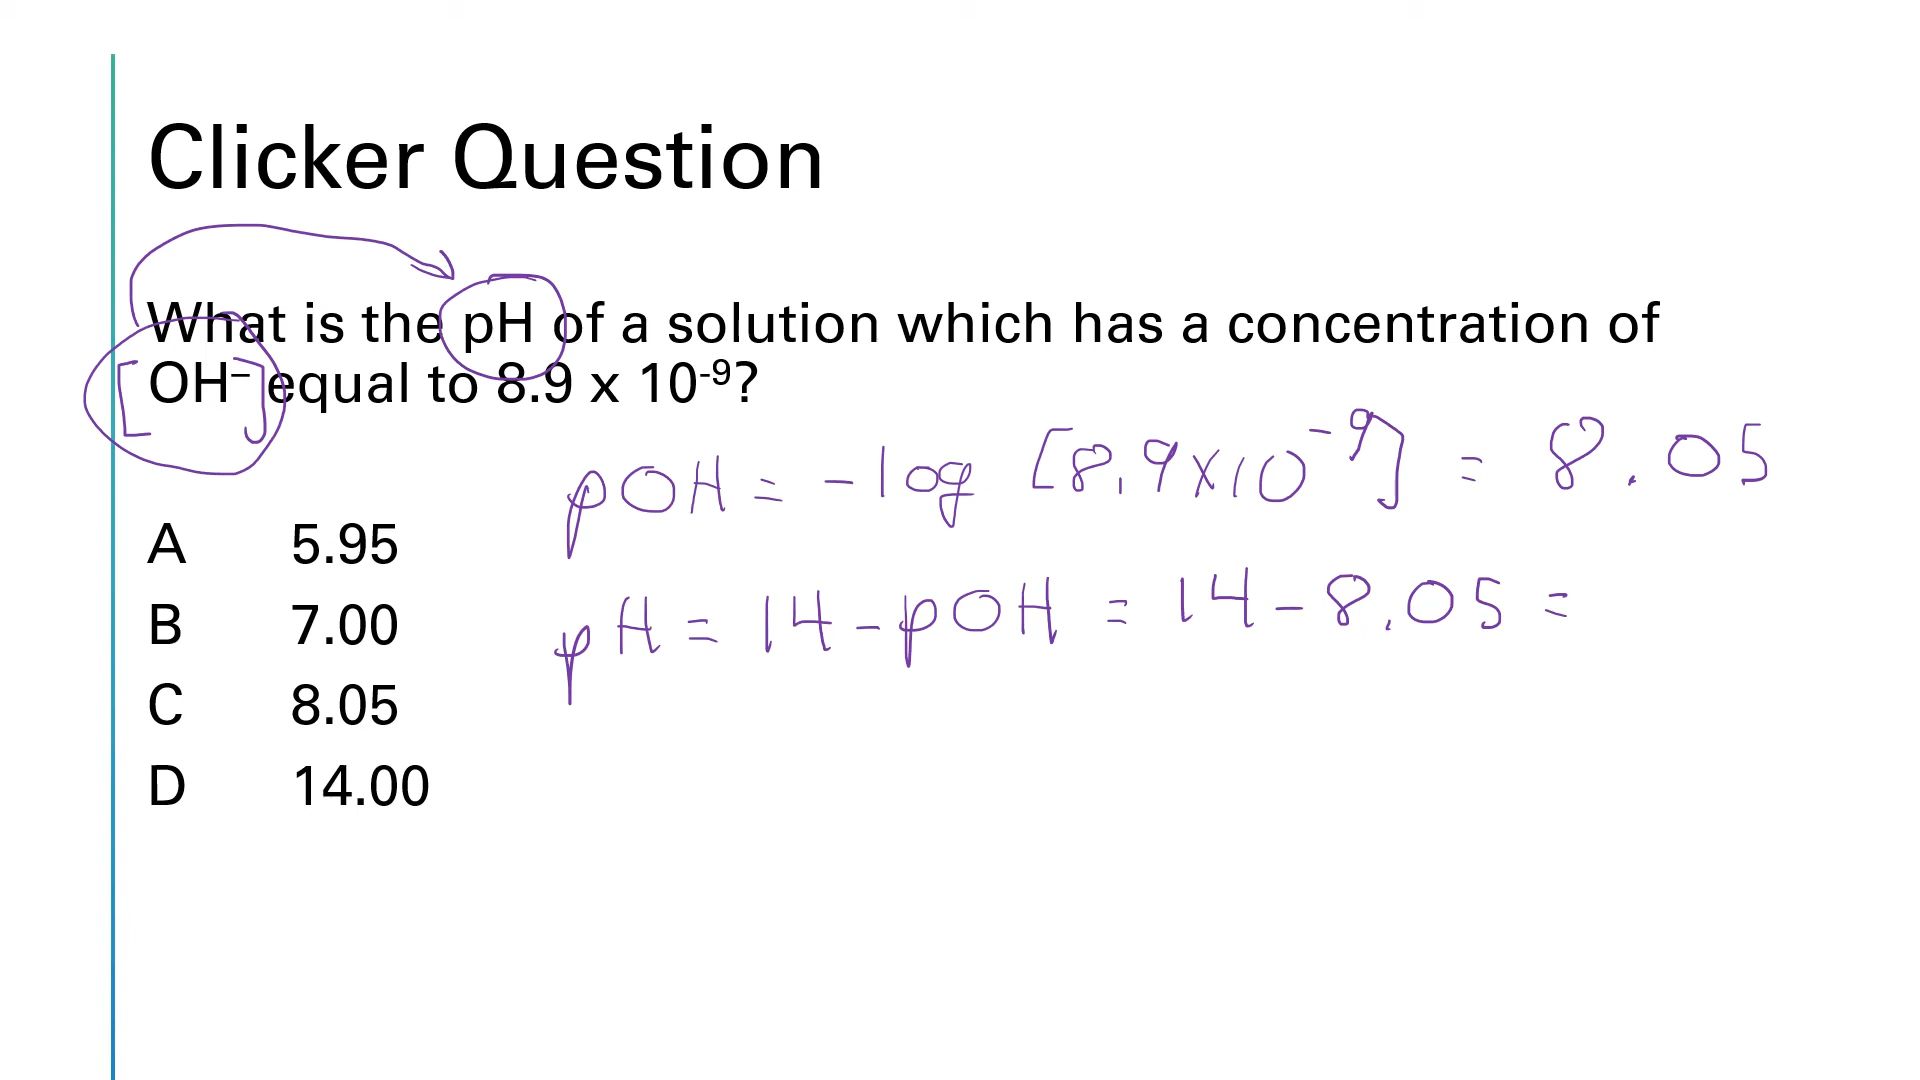 Clicker Question
What is the pH of a solution which has a concentration of
[OH⁻] equal to 8.9 x 10⁻⁹?
pOH = -log [8.9x10⁻⁹] = 8.05
A 5.95
pH = 14 - pOH = 14 - 8.05 =
B 7.00
C 8.05
D 14.00